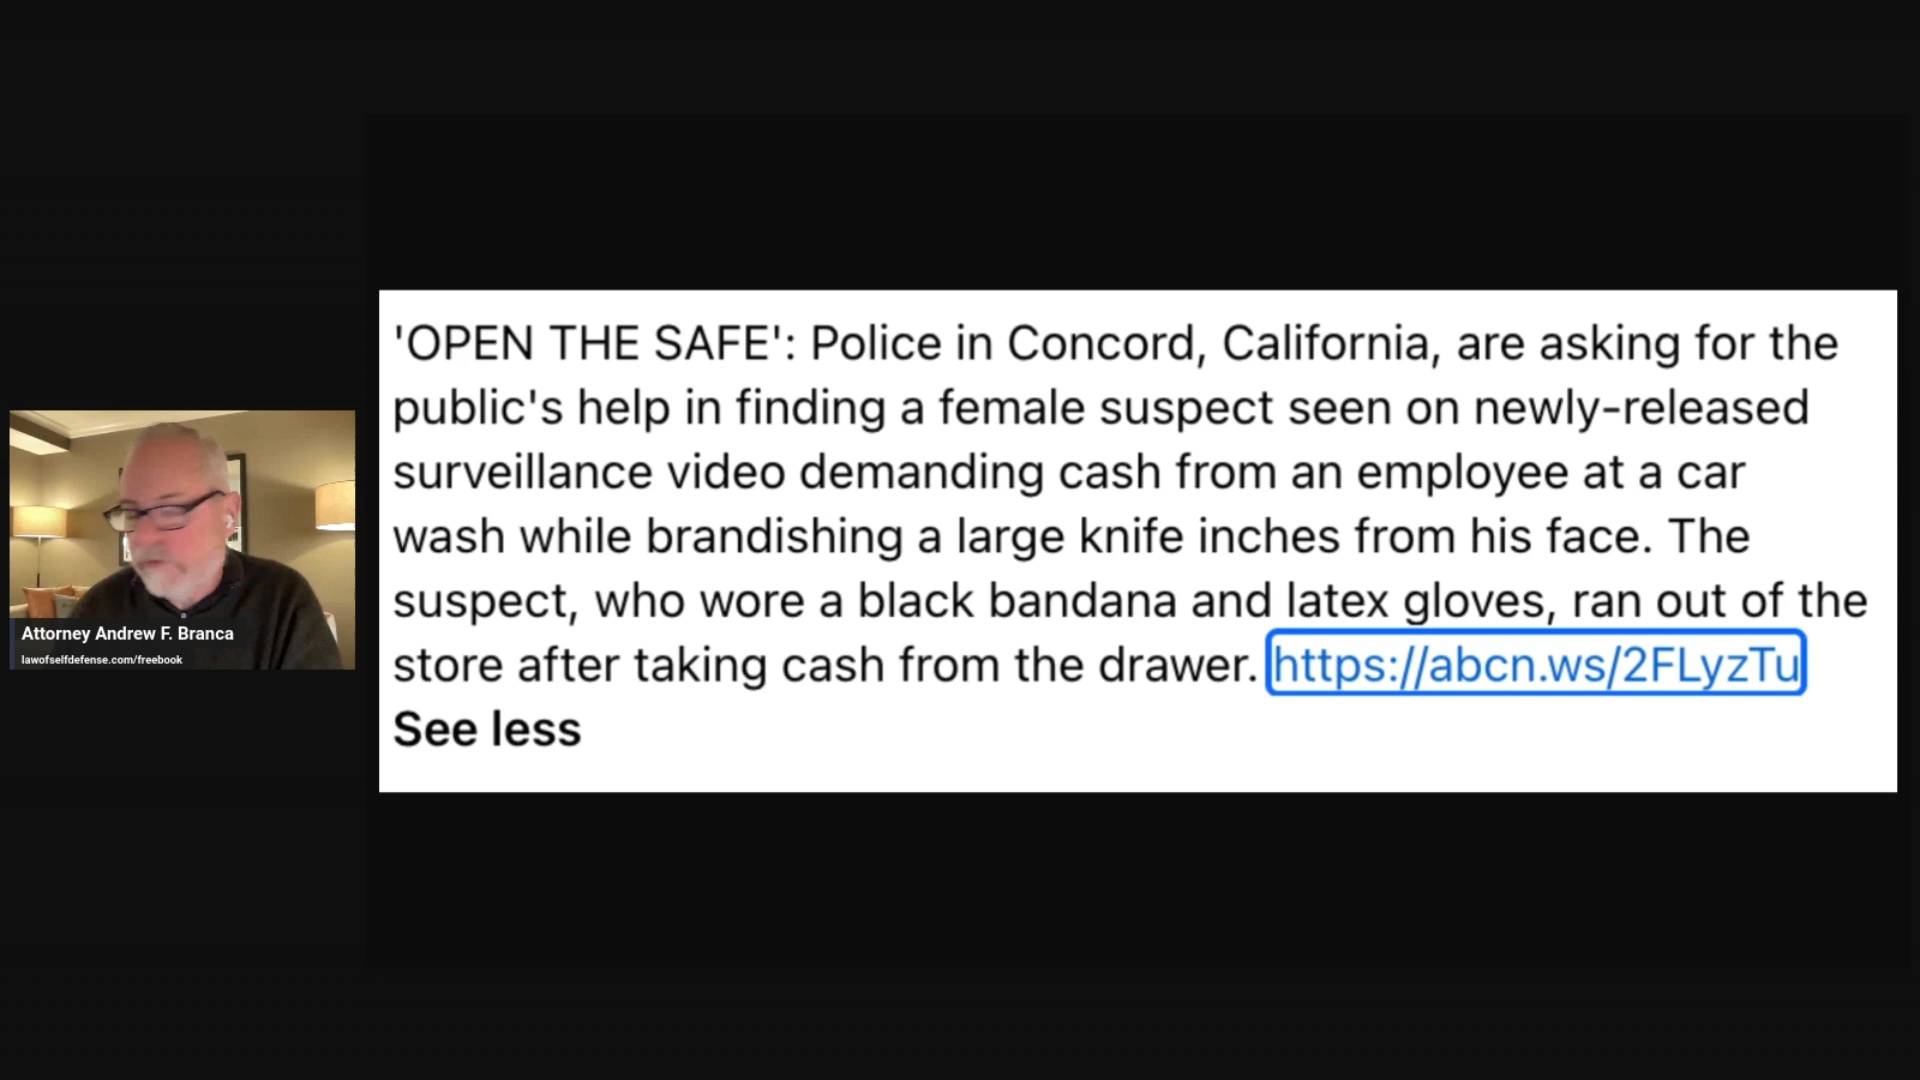 'OPEN THE SAFE': Police in Concord, California, are asking for the
public's help in finding a female suspect seen on newly-released
surveillance video demanding cash from an employee at a car
wash while brandishing a large knife inches from his face. The
suspect, who wore a black bandana and latex gloves, ran out of the
store after taking cash from the drawer. https://abcn.ws/2FLyzTu
See less
Attorney Andrew F. Branca
lawofselfdefense.com/freebook